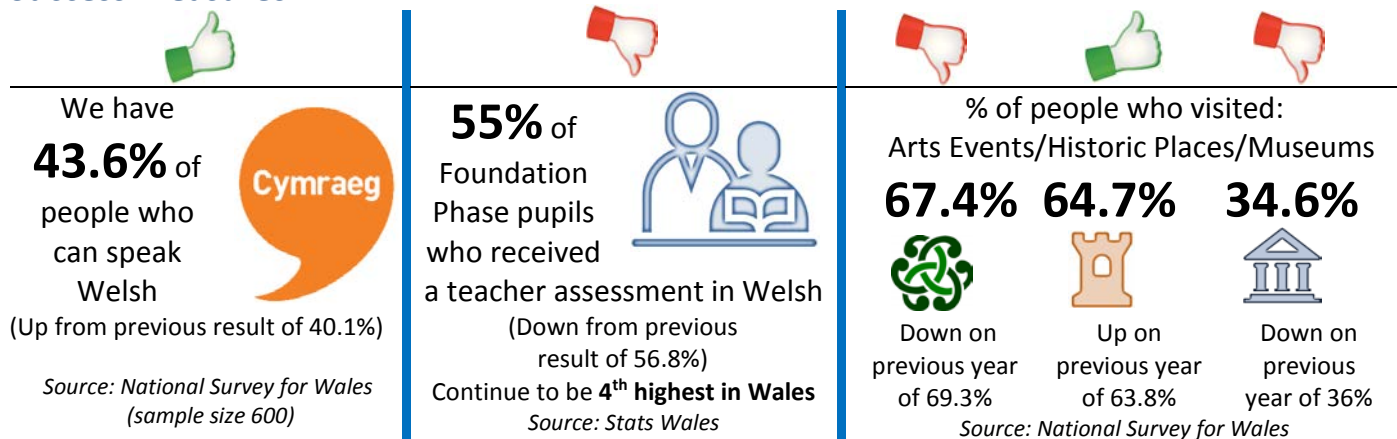 Success Measures
We have
43.6% of
people who
can speak
Welsh
Cymraeg
(Up from previous result of 40.1%)
Source: National Survey for Wales
(sample size 600)
55% of
Foundation
Phase pupils
who received
a teacher assessment in Welsh
(Down from previous
result of 56.8%)
Continue to be 4th highest in Wales
Source: Stats Wales
% of people who visited:
Arts Events/Historic Places/Museums
67.4% 64.7% 34.6%
Down on
previous year
of 69.3%
Up on
previous year
of 63.8%
Down on
previous
year of 36%
Source: National Survey for Wales